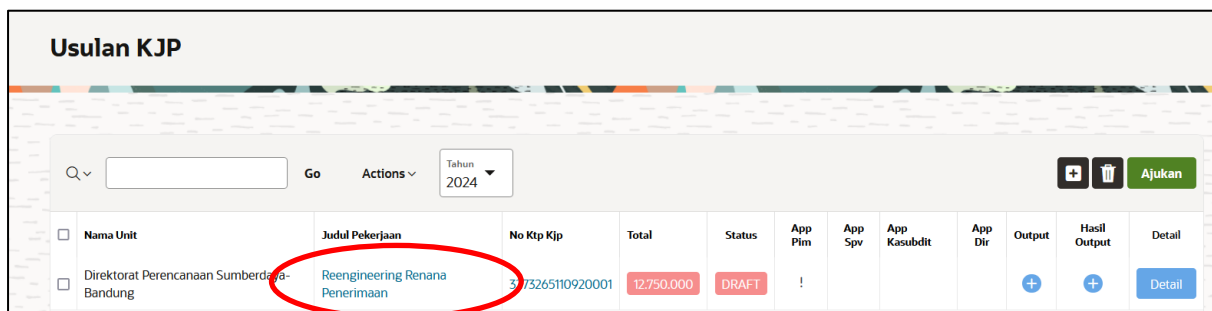 Usulan KJP
Go
Actions
Tahun
2024
Ajukan
Nama Unit
Judul Pekerjaan
No Ktp Kjp
Total
Status
App
Pim
App
Spv
App
Kasubdit
App
Dir
Output
Hasil
Output
Detail
Direktorat Perencanaan Sumberdaya-
Bandung
Reengineering Renana
Penerimaan
3273265110920001
12.750.000
DRAFT
!
Detail